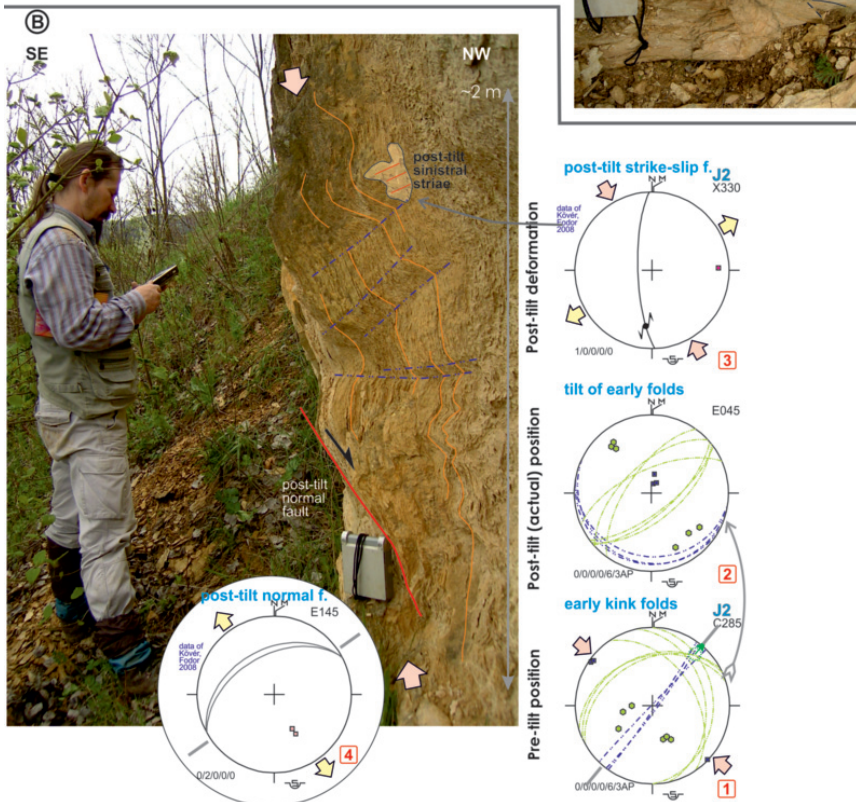 B
SE
NW
~2 m
post-tilt
sinistral
striae
post-tilt
normal
fault
post-tilt normal f.
N M
E145
data of
Kövér,
Fodor
2008
4
0/2/0/0/0
S
Post-tilt deformation
post-tilt strike-slip f.
J2
X330
N M
data of
Kövér,
Fodor
2008
1/0/0/0/0
S
3
Post-tilt (actual) position
tilt of early folds
N M
E045
0/0/0/0/6/3AP
S
2
Pre-tilt position
early kink folds
J2
C285
N M
0/0/0/0/6/3AP
S
1